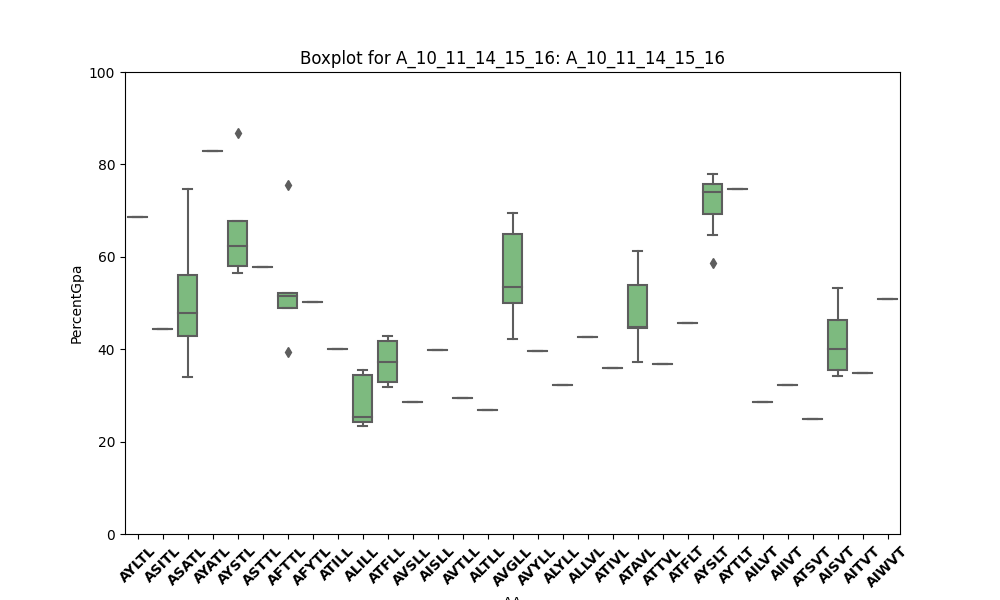 Boxplot for A_10_11_14_15_16: A_10_11_14_15_16
100
80
60
40
20
0
PercentGpa
AYLTL
ASITL
ASATL
AYATL
AYSTL
ASTTL
AFTTL
AFYTL
ATILL
ALILL
ATFLL
AVSLL
AISLL
AVTLL
ALTLL
AVGLL
AVYLL
ALYLL
ALLVL
ATIVL
ATAVL
ATTVL
ATFLT
AYSLT
AYTLT
AILVT
AIIVT
ATSVT
AISVT
AITVT
AIWVT